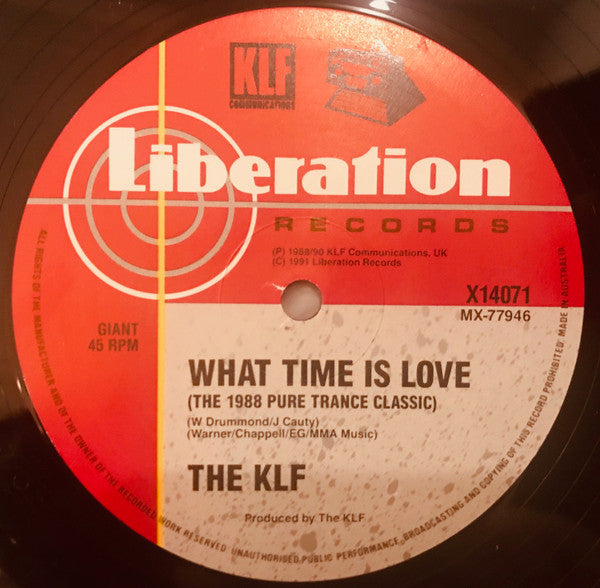 KLF
COMMUNICATIONS
Liberation
RECORDS
(P) 1988/90 KLF Communications, UK
(C) 1991 Liberation Records
X14071
MX-77946
GIANT
45 RPM
WHAT TIME IS LOVE
(THE 1988 PURE TRANCE CLASSIC)
(W Drummond/J Cauty)
(Warner/Chappell/EG/MMA Music)
THE KLF
Produced by The KLF
ALL RIGHTS OF THE MANUFACTURER AND OF THE OWNER OF THE RECORDED WORK RESERVED. UNAUTHORISED PUBLIC PERFORMANCE, BROADCASTING AND COPYING OF THIS RECORD PROHIBITED. MADE IN AUSTRALIA